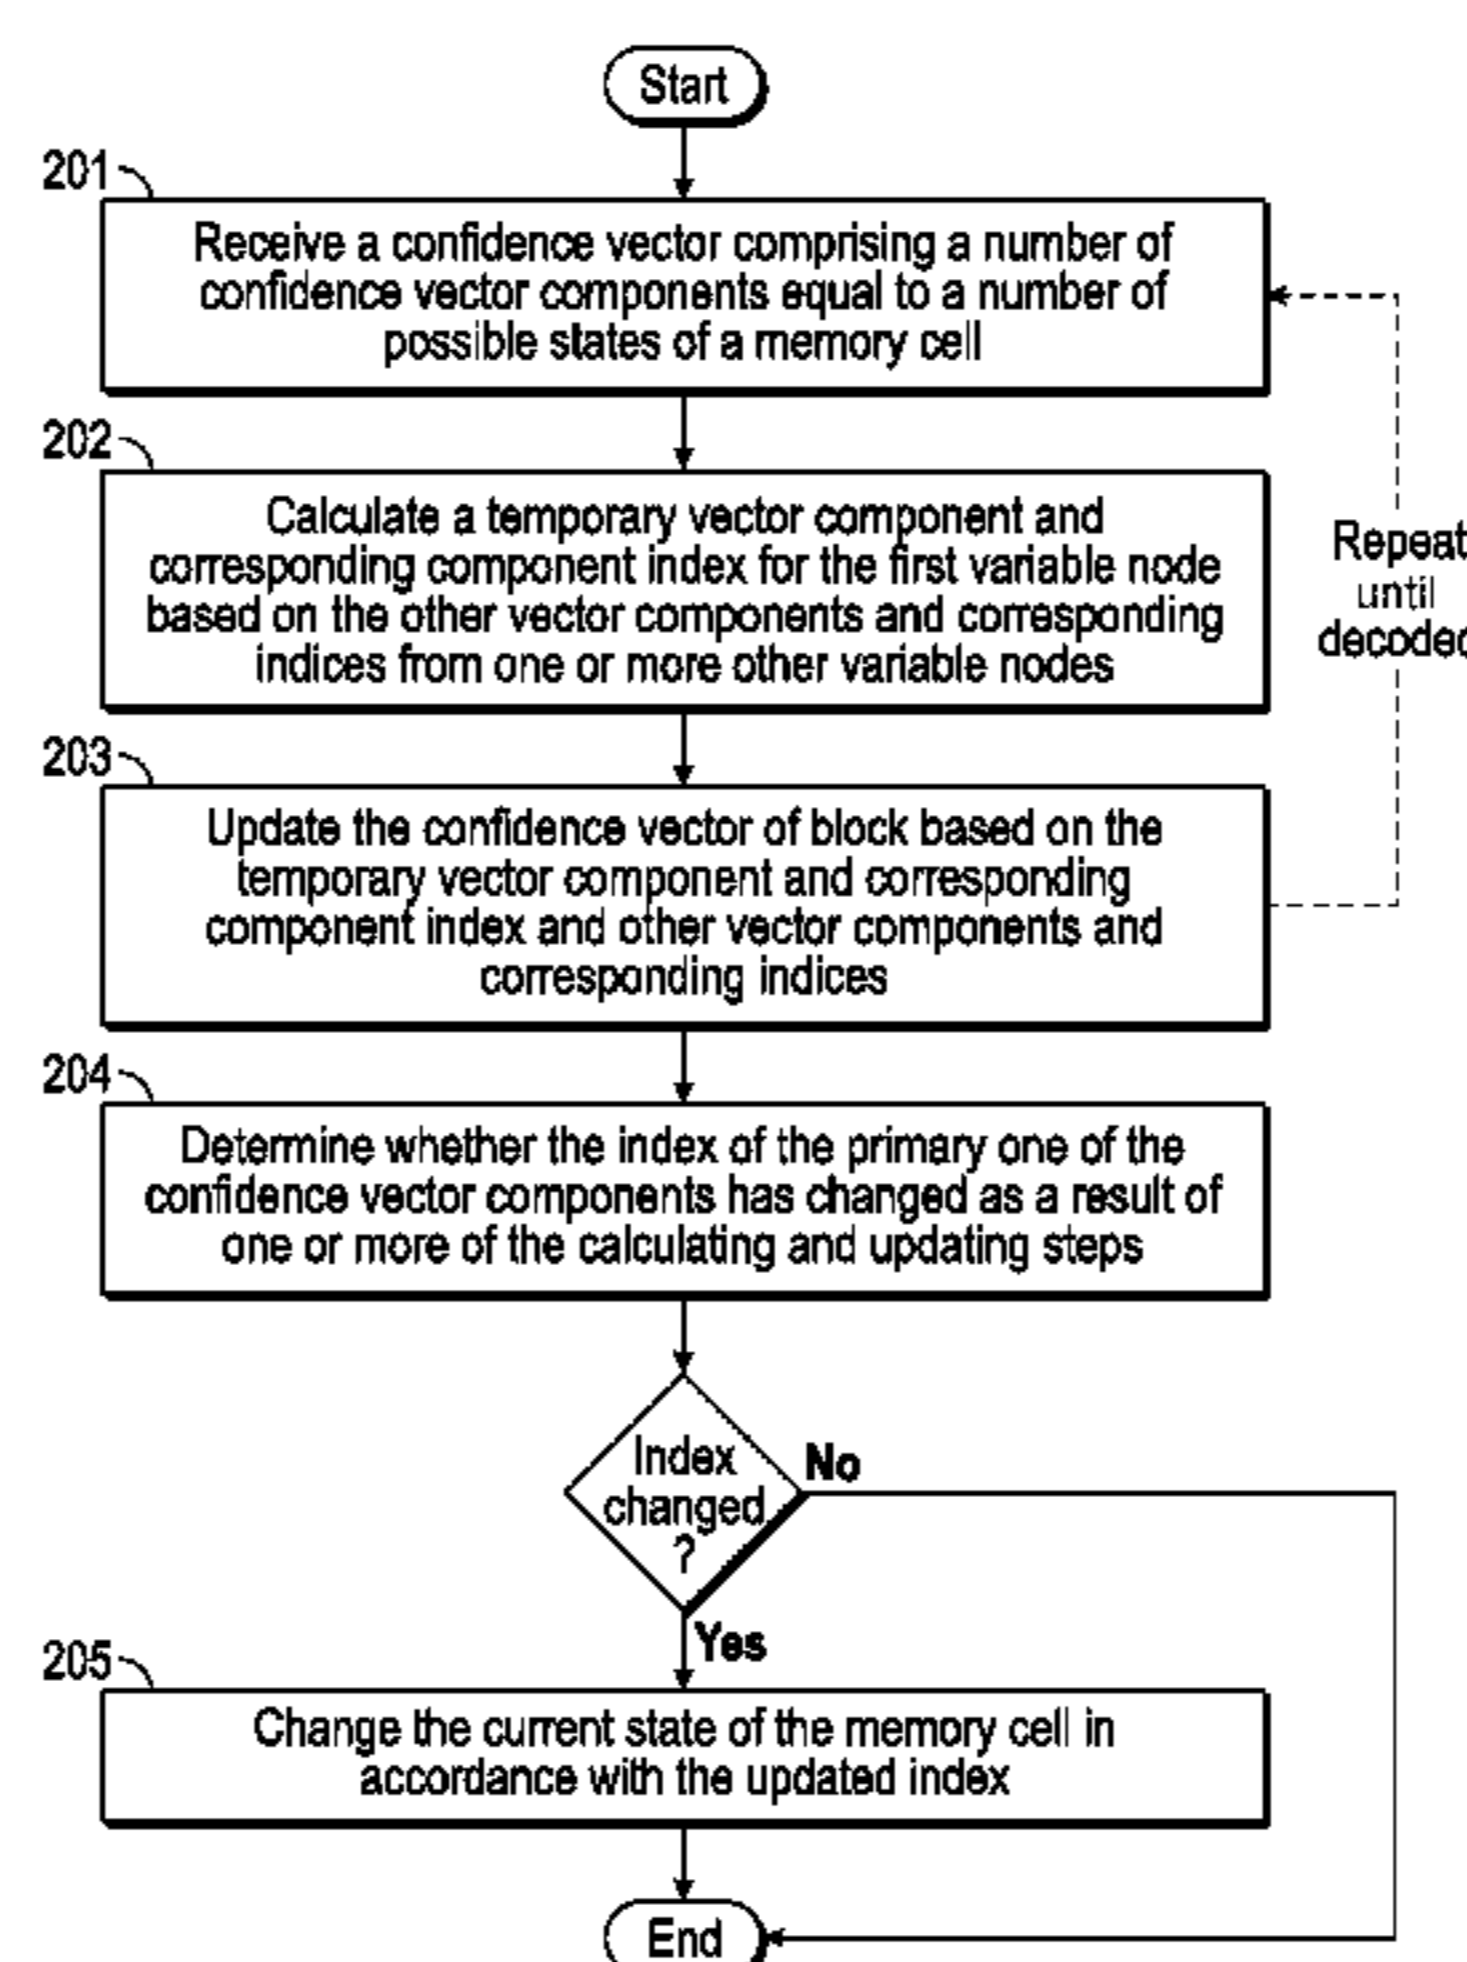 Start
201
Receive a confidence vector comprising a number of
confidence vector components equal to a number of
possible states of a memory cell
202
Calculate a temporary vector component and
corresponding component index for the first variable node
based on the other vector components and corresponding
indices from one or more other variable nodes
Repeat
until
decoded
203
Update the confidence vector of block based on the
temporary vector component and corresponding
component index and other vector components and
corresponding indices
204
Determine whether the index of the primary one of the
confidence vector components has changed as a result of
one or more of the calculating and updating steps
Index
changed
?
No
Yes
205
Change the current state of the memory cell in
accordance with the updated index
End